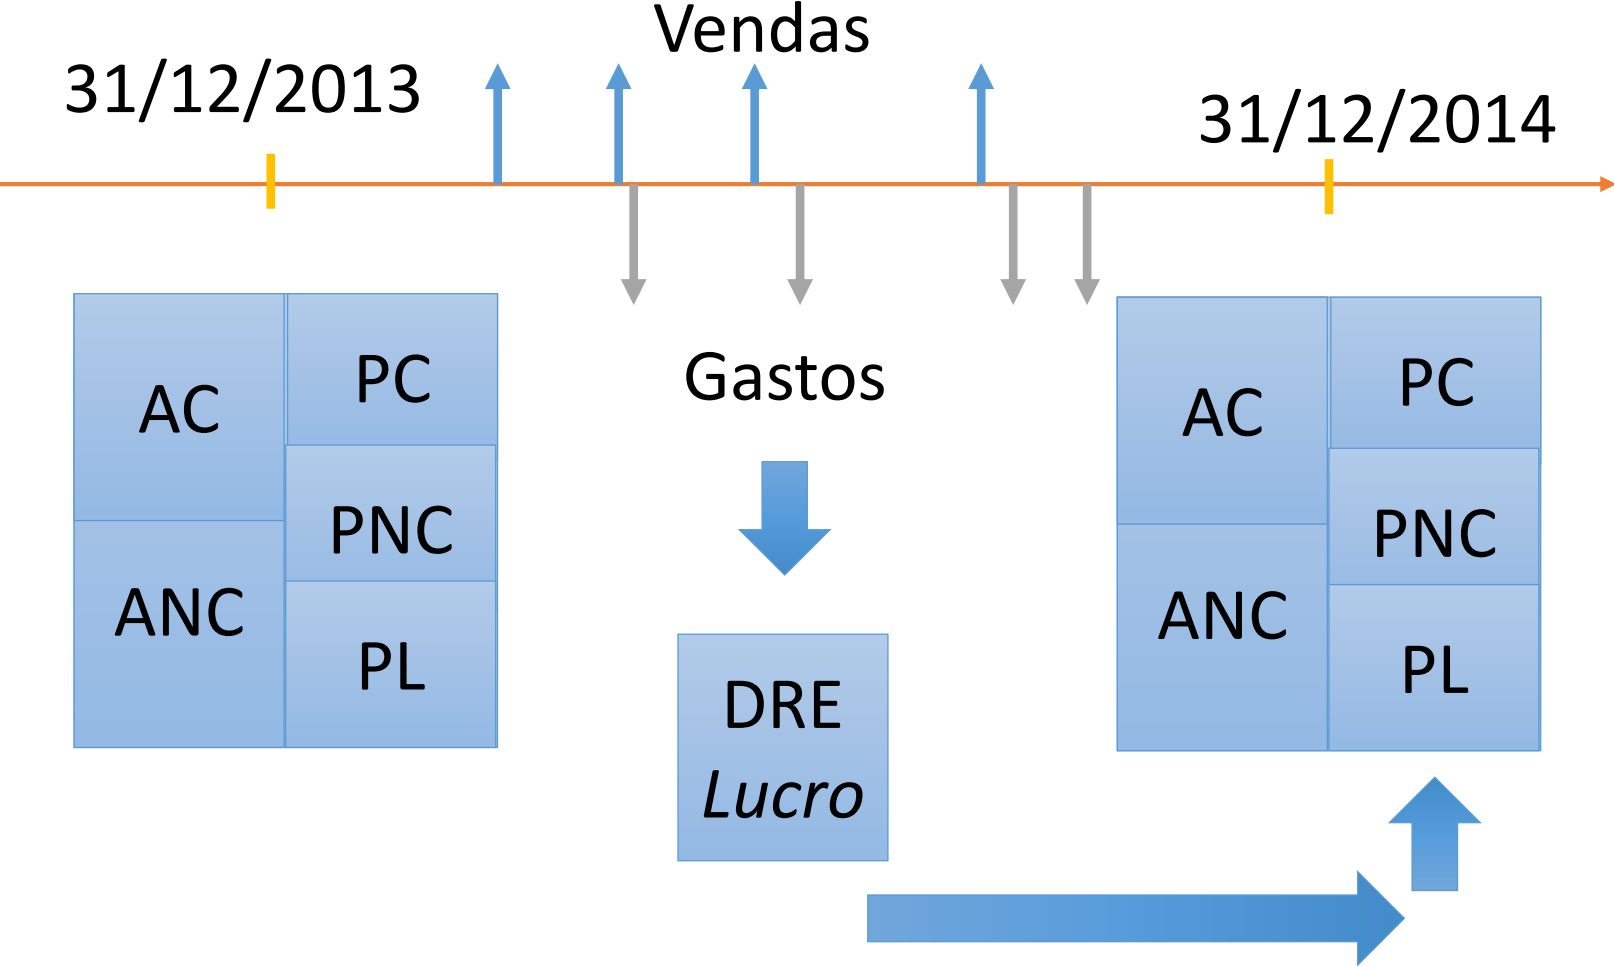 Vendas
31/12/2013
31/12/2014
AC
PC
PNC
ANC
PL
Gastos
DRE
Lucro
AC
PC
PNC
ANC
PL